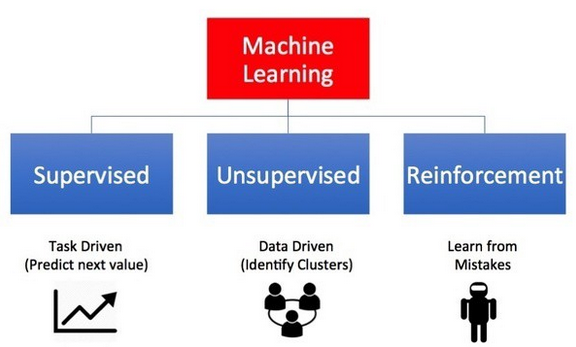 Machine
Learning
Supervised
Unsupervised
Reinforcement
Task Driven
(Predict next value)
Data Driven
(Identify Clusters)
Learn from
Mistakes